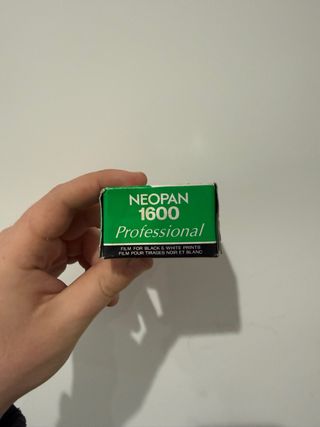 NEOPAN
1600
Professional
FILM FOR BLACK & WHITE PRINTS
FILM POUR TIRAGES NOIR ET BLANC